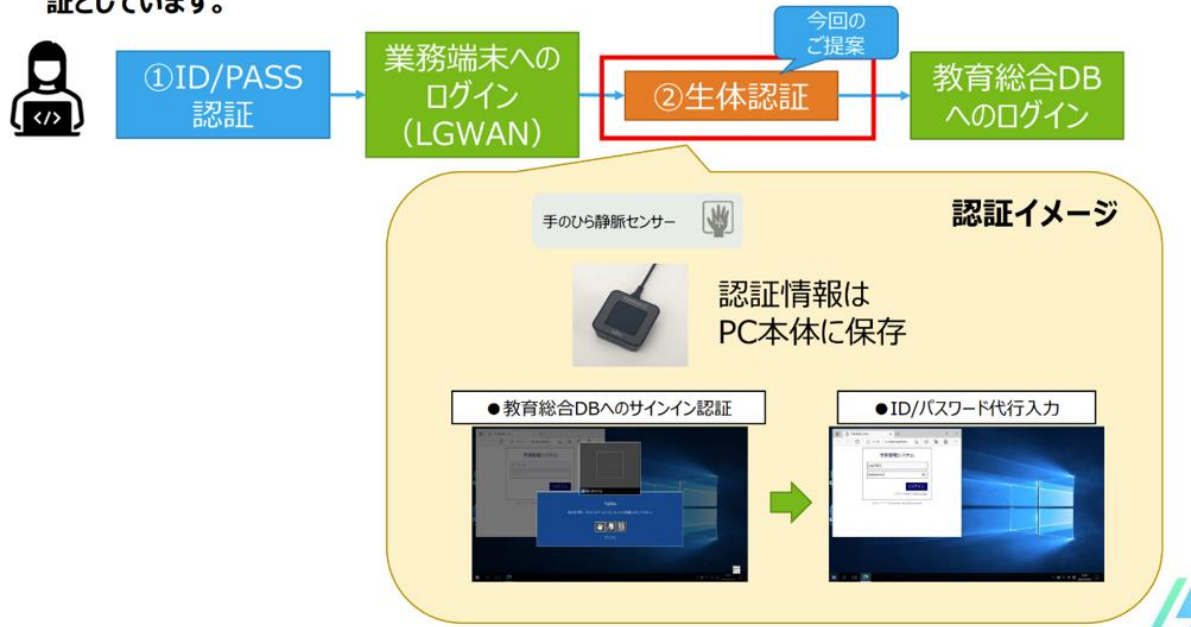 証としています。
今回の
ご提案
①ID/PASS
認証
業務端末への
ログイン
（LGWAN）
②生体認証
教育総合DB
へのログイン
認証イメージ
手のひら静脈センサー
認証情報は
PC本体に保存
●教育総合DBへのサインイン認証
●ID/パスワード代行入力